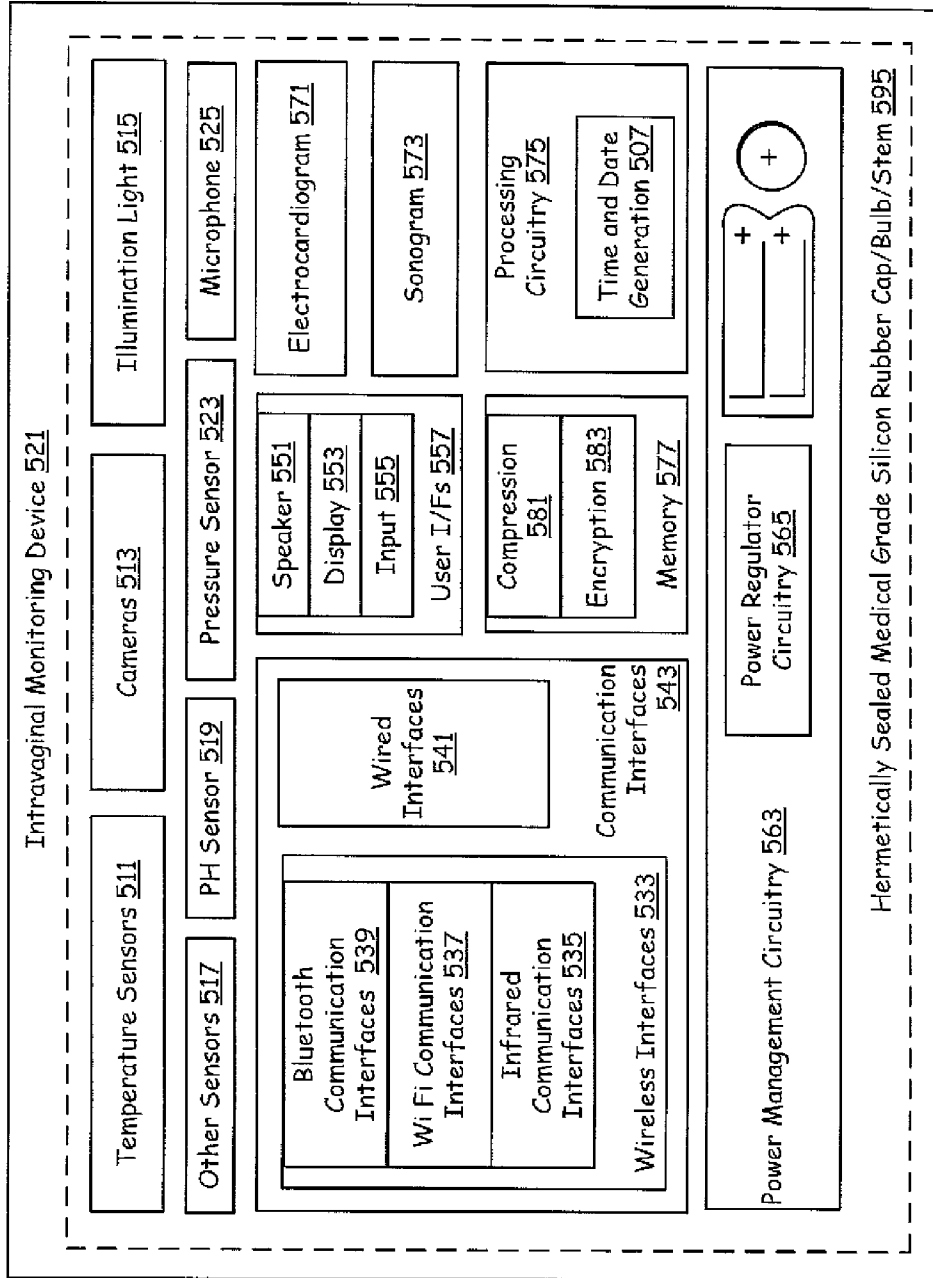 Intravaginal Monitoring Device 521
Temperature Sensors 511
Cameras 513
Illumination Light 515
Other Sensors 517
PH Sensor 519
Pressure Sensor 523
Microphone 525
Bluetooth
Communication
Interfaces 539
Wi Fi Communication
Interfaces 537
Infrared
Communication
Interfaces 535
Wireless Interfaces 533
Wired
Interfaces
541
Communication
Interfaces
543
Speaker 551
Display 553
Input 555
User I/Fs 557
Electrocardiogram 571
Sonogram 573
Compression
581
Encryption 583
Memory 577
Processing
Circuitry 575
Time and Date
Generation 507
Power Management Circuitry 563
Power Regulator
Circuitry 565
+
+
+
Hermetically Sealed Medical Grade Silicon Rubber Cap/Bulb/Stem 595